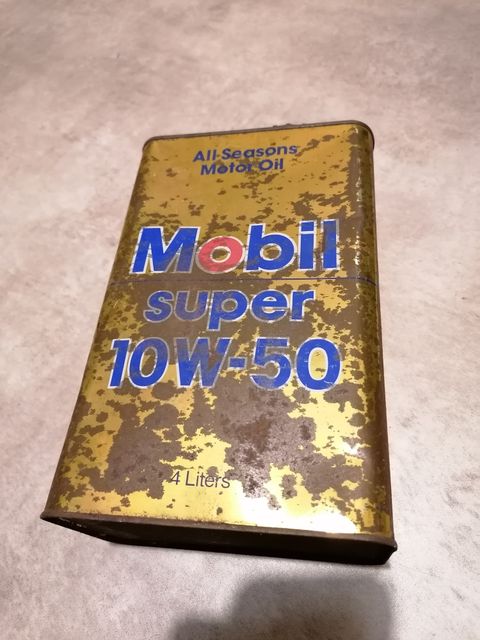 All-Seasons
Motor Oil
Mobil
super
10W-50
4 Liters